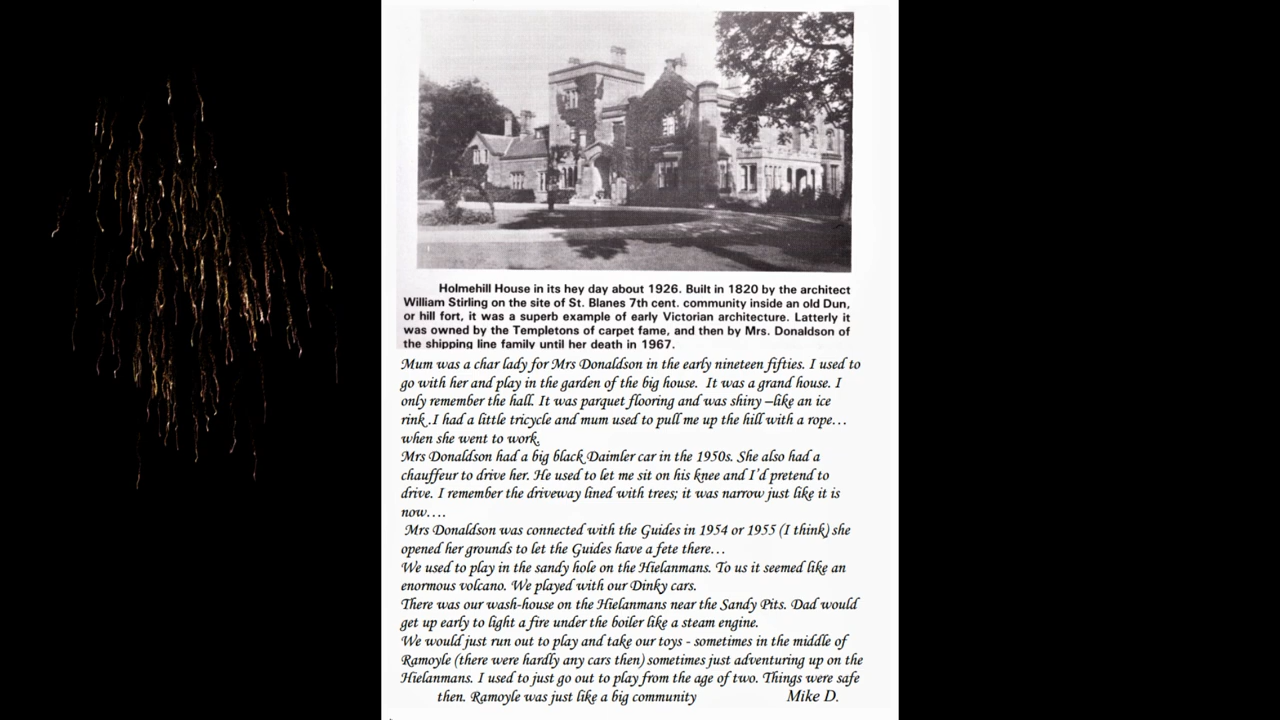 Holmehill House in its hey day about 1926. Built in 1820 by the architect
William Stirling on the site of St. Blanes 7th cent. community inside an old Dun,
or hill fort, it was a superb example of early Victorian architecture. Latterly it
was owned by the Templetons of carpet fame, and then by Mrs. Donaldson of
the shipping line family until her death in 1967.
Mum was a char lady for Mrs Donaldson in the early nineteen fifties. I used to
go with her and play in the garden of the big house.  It was a grand house. I
only remember the hall. It was parquet flooring and was shiny –like an ice
rink .I had a little tricycle and mum used to pull me up the hill with a rope…
when she went to work.
Mrs Donaldson had a big black Daimler car in the 1950s. She also had a
chauffeur to drive her. He used to let me sit on his knee and I'd pretend to
drive. I remember the driveway lined with trees; it was narrow just like it is
now….
Mrs Donaldson was connected with the Guides in 1954 or 1955 (I think) she
opened her grounds to let the Guides have a fete there…
We used to play in the sandy hole on the Hielanmans. To us it seemed like an
enormous volcano. We played with our Dinky cars.
There was our wash-house on the Hielanmans near the Sandy Pits. Dad would
get up early to light a fire under the boiler like a steam engine.
We would just run out to play and take our toys - sometimes in the middle of
Ramoyle (there were hardly any cars then) sometimes just adventuring up on the
Hielanmans. I used to just go out to play from the age of two. Things were safe
then. Ramoyle was just like a big community Mike D.